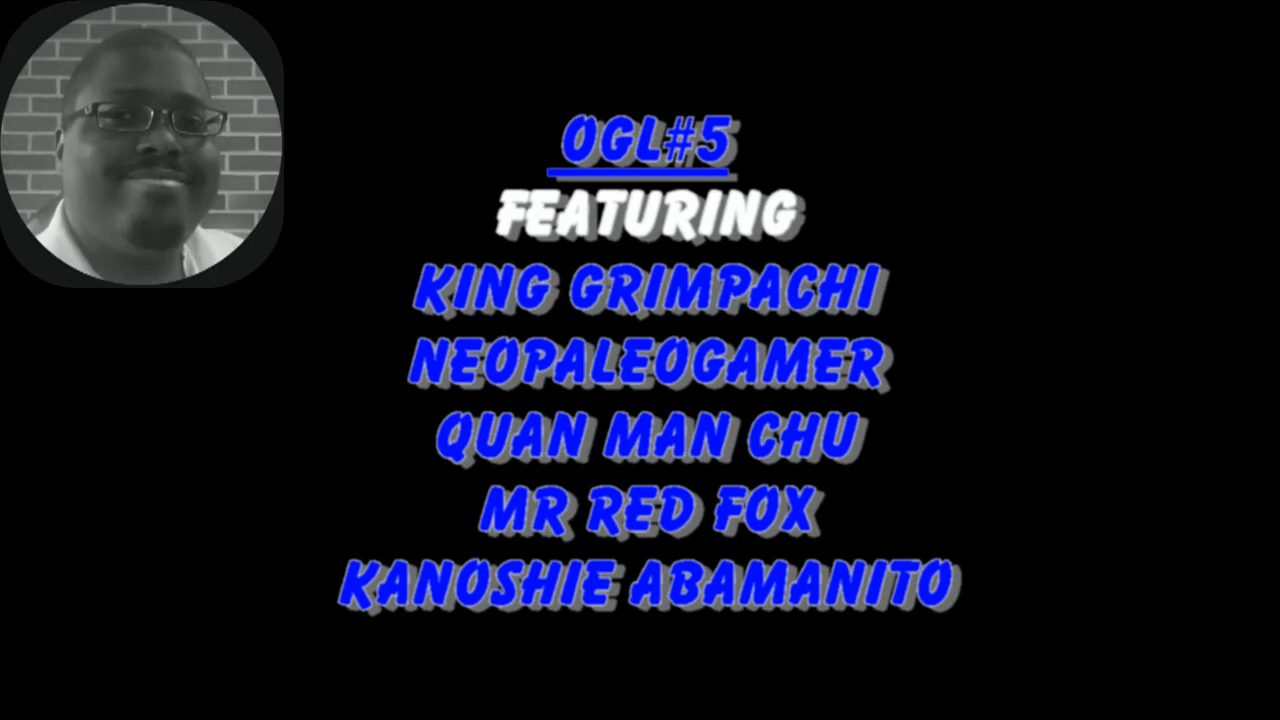 OGL#5
FEATURING
KING GRIMPACHI
NEOPALEOGAMER
QUAN MAN CHU
MR RED FOX
KANOSHIE ABAMANITO